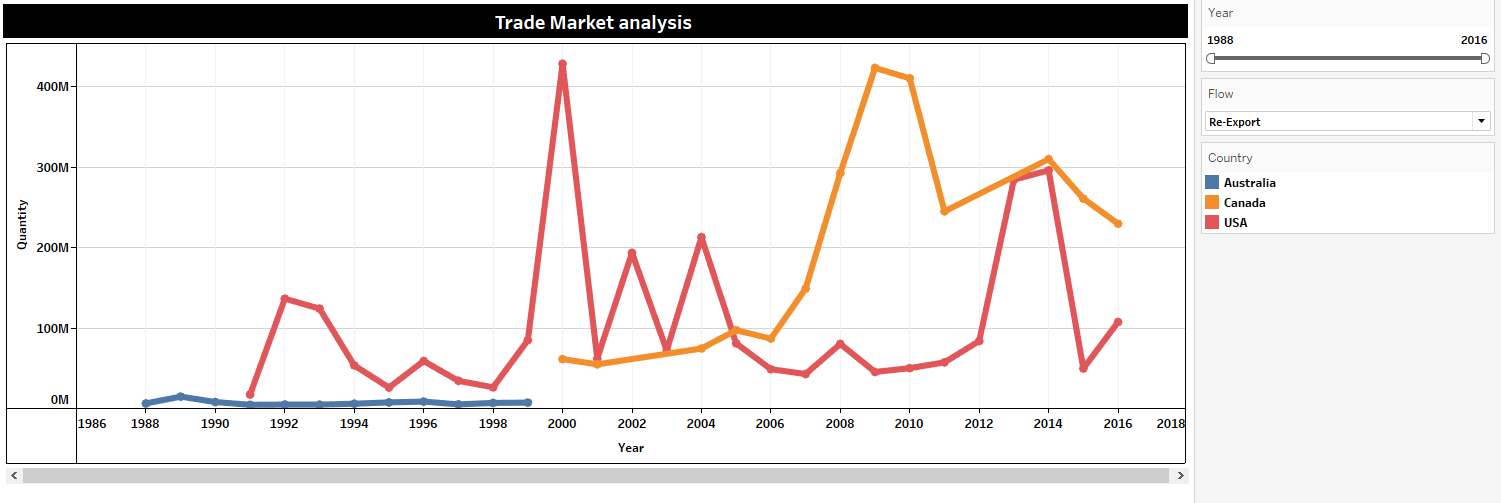 Trade Market analysis
400M
300M
200M
100M
0M
Quantity
1986 1988 1990 1992 1994 1996 1998 2000 2002 2004 2006 2008 2010 2012 2014 2016 2018
Year
Year
1988 2016
Flow
Re-Export
Country
Australia
Canada
USA